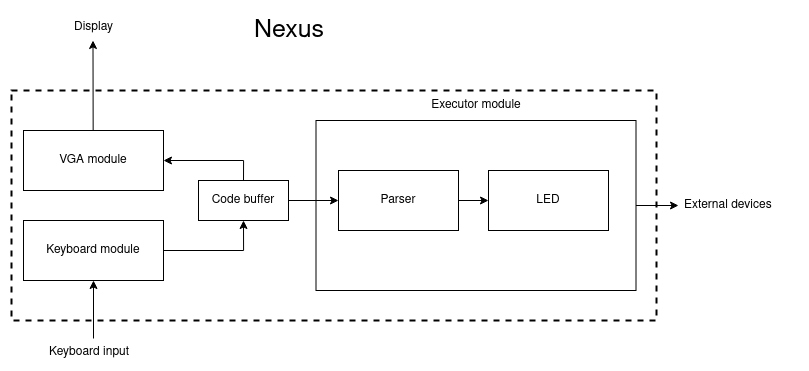 Nexus
Display
Executor module
VGA module
Code buffer
Parser
LED
External devices
Keyboard module
Keyboard input